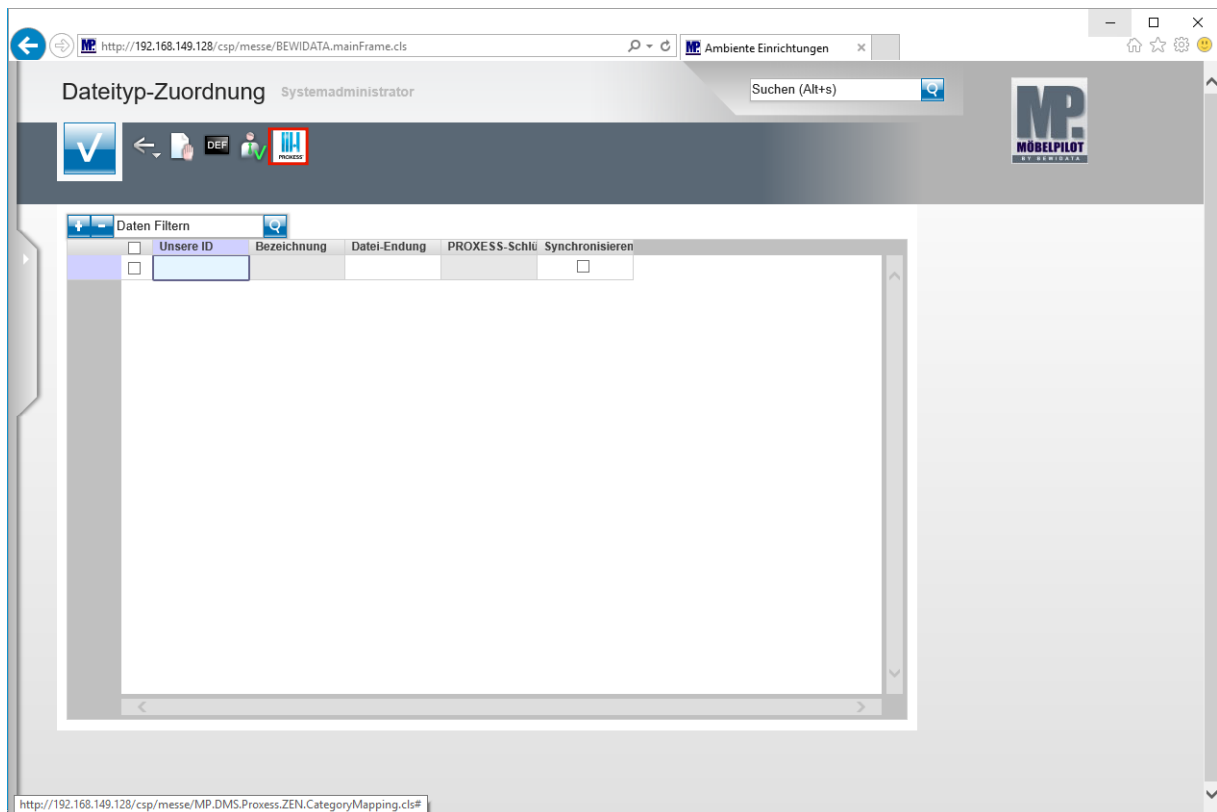 http://192.168.149.128/csp/messe/BEWIDATA.mainFrame.cls
MP. Ambiente Einrichtungen
Dateityp-Zuordnung Systemadministrator
Suchen (Alt+s)
MP.
MÖBELPILOT
BY BEWIDATA
DEF
PROXESS
Daten Filtern
Unsere ID Bezeichnung Datei-Endung PROXESS-Schlü Synchronisieren
http://192.168.149.128/csp/messe/MP.DMS.Proxess.ZEN.CategoryMapping.cls#